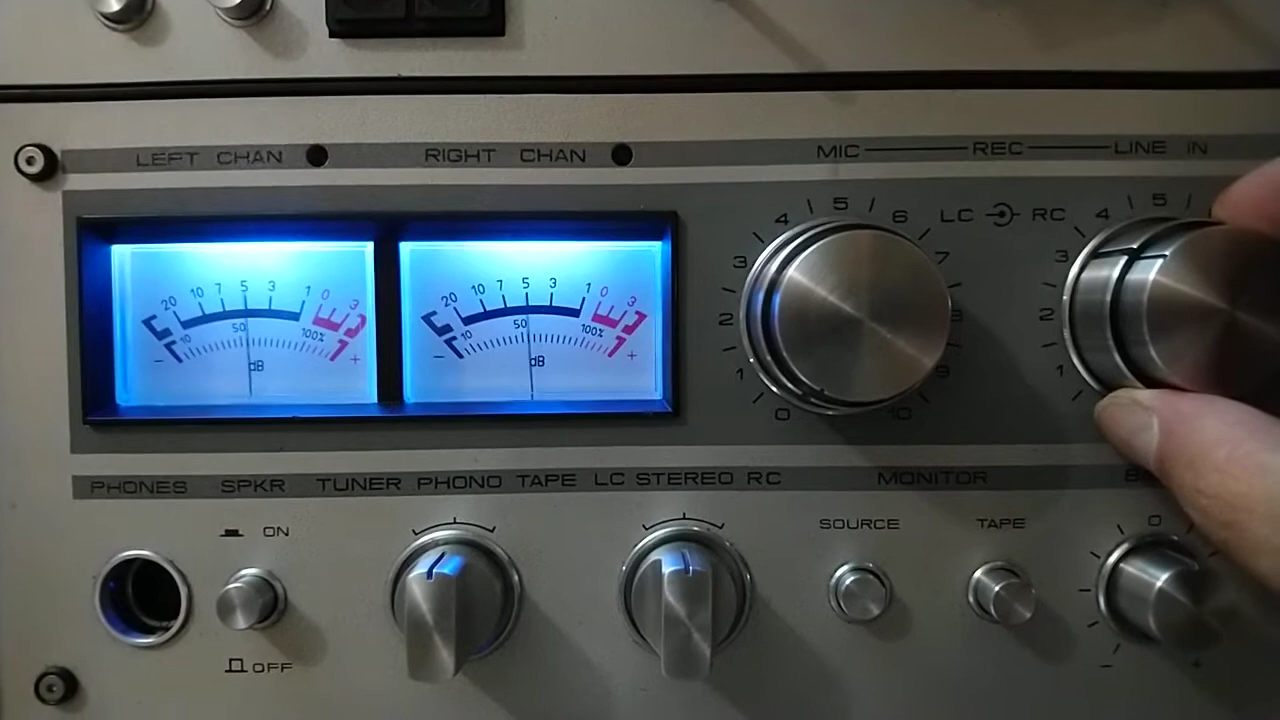 LEFT CHAN RIGHT CHAN MIC REC LINE IN
20 10 7 5 3 1 0 3
50 100%
10
- dB +
20 10 7 5 3 1 0 3
50 100%
10
- dB +
0 1 2 3 4 5 6 7 8 9 10
LC RC
1 2 3 4 5
PHONES SPKR TUNER PHONO TAPE LC STEREO RC MONITOR
ON SOURCE TAPE 0
OFF - +